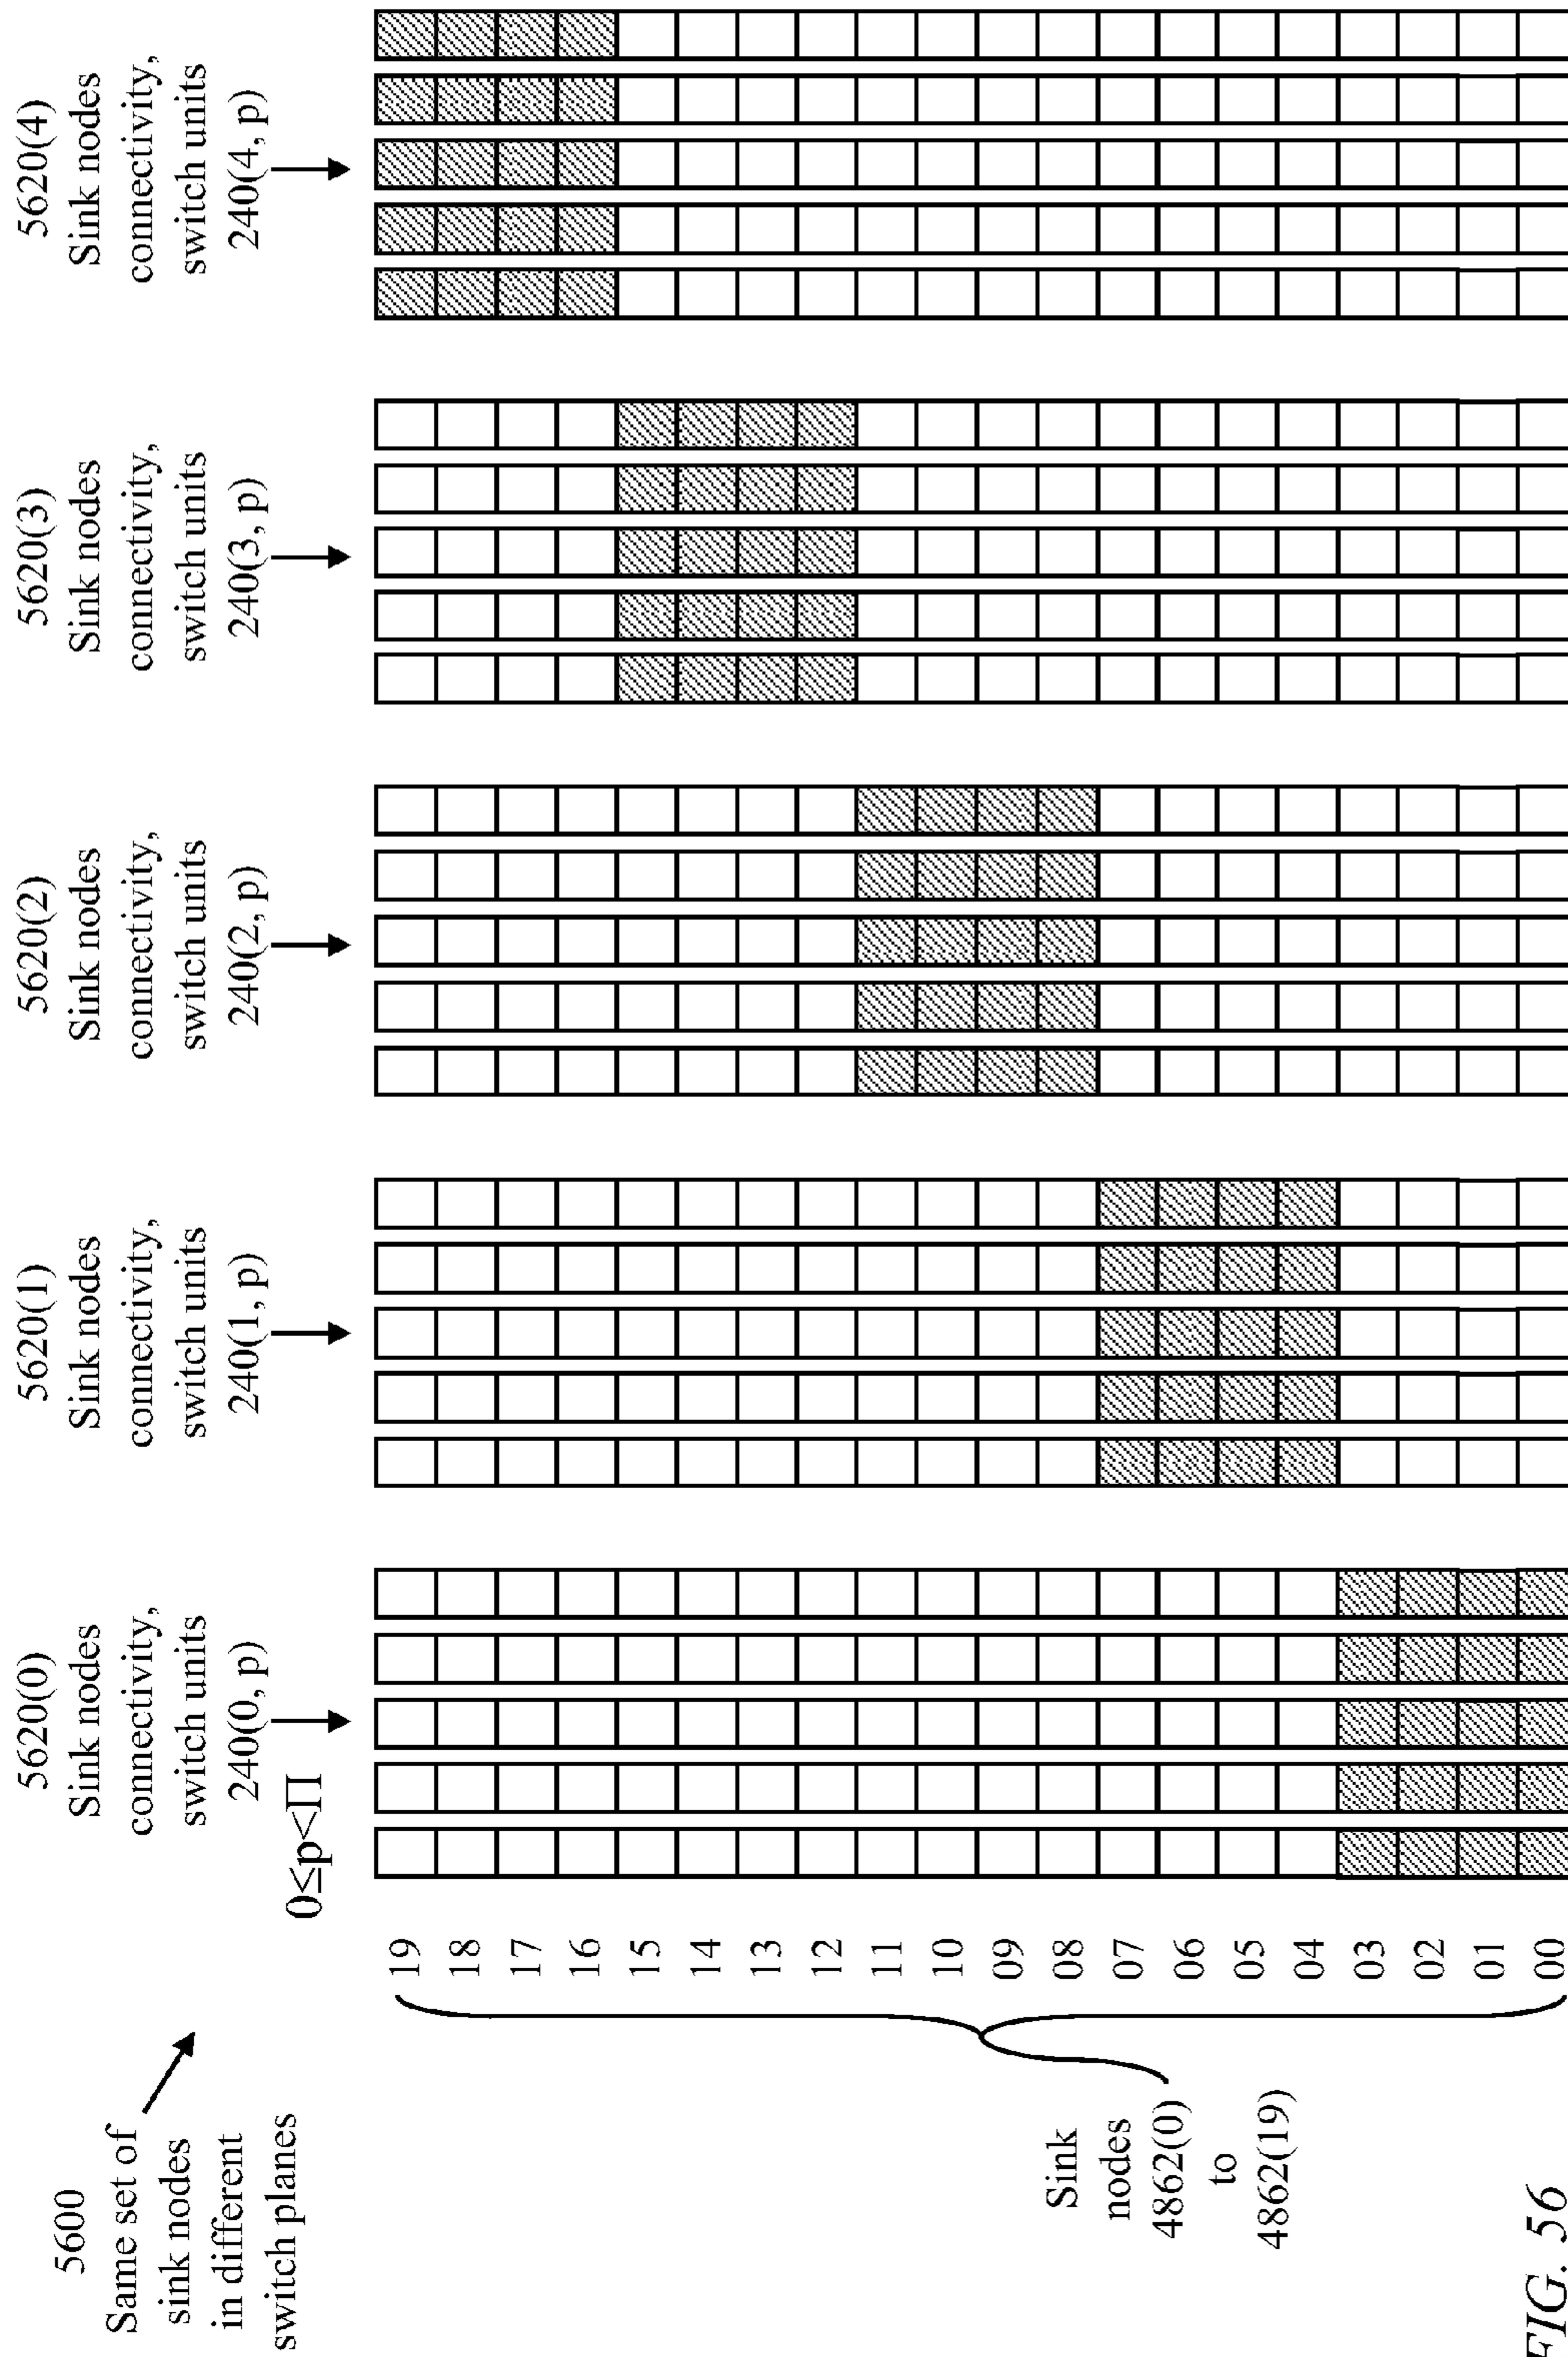 5600
Same set of
sink nodes
in different
switch planes
0≤p<Π
5620(0)
Sink nodes
connectivity,
switch units
240(0, p)
5620(1)
Sink nodes
connectivity,
switch units
240(1, p)
5620(2)
Sink nodes
connectivity,
switch units
240(2, p)
5620(3)
Sink nodes
connectivity,
switch units
240(3, p)
5620(4)
Sink nodes
connectivity,
switch units
240(4, p)
19
18
17
16
15
14
13
12
11
10
09
08
07
06
05
04
03
02
01
00
Sink
nodes
4862(0)
to
4862(19)
FIG. 56